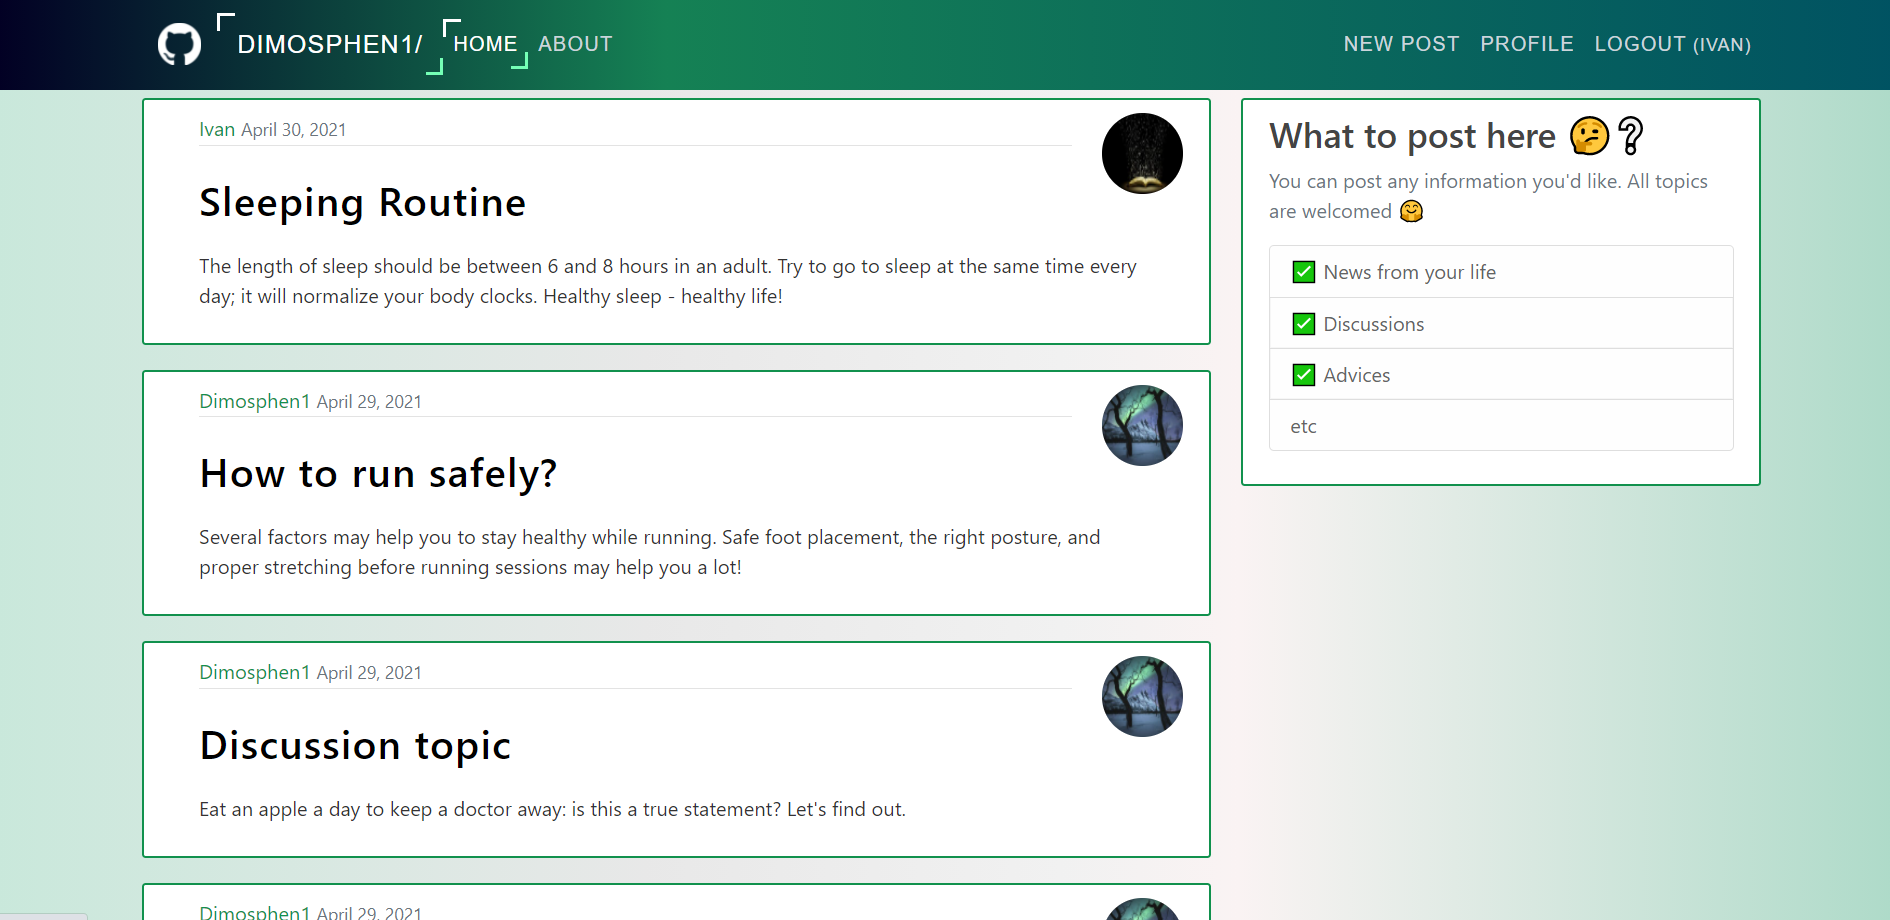 DIMOSPHEN1/ HOME ABOUT NEW POST PROFILE LOGOUT (IVAN)
Ivan April 30, 2021
Sleeping Routine
The length of sleep should be between 6 and 8 hours in an adult. Try to go to sleep at the same time every
day; it will normalize your body clocks. Healthy sleep - healthy life!
Dimosphen1 April 29, 2021
How to run safely?
Several factors may help you to stay healthy while running. Safe foot placement, the right posture, and
proper stretching before running sessions may help you a lot!
Dimosphen1 April 29, 2021
Discussion topic
Eat an apple a day to keep a doctor away: is this a true statement? Let's find out.
Dimosphen1 April 29, 2021
What to post here 🤔❔
You can post any information you'd like. All topics
are welcomed 🤗
✅ News from your life
✅ Discussions
✅ Advices
etc